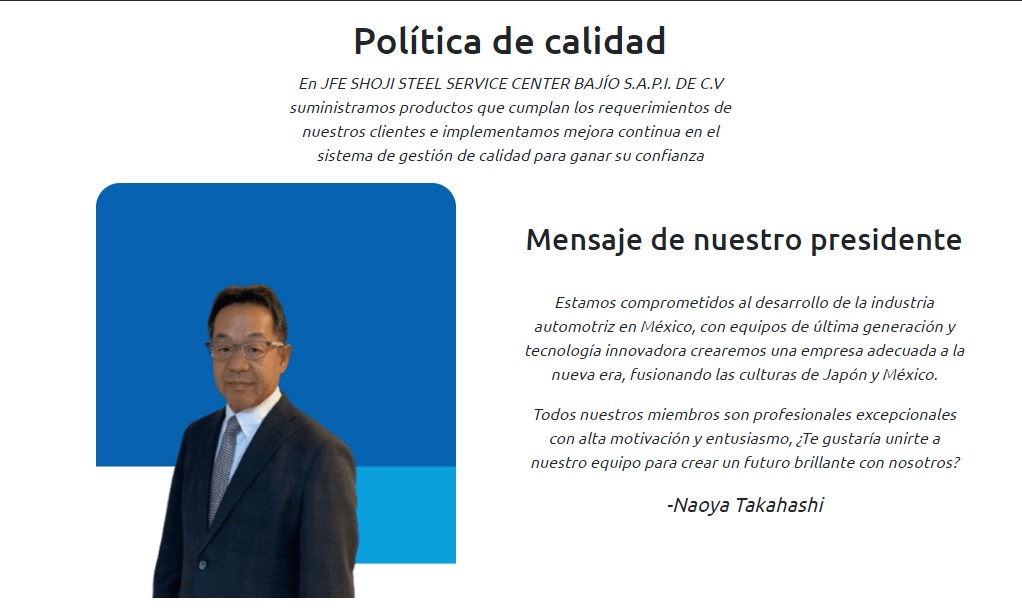 Política de calidad
En JFE SHOJI STEEL SERVICE CENTER BAJÍO S.A.P.I. DE C.V
suministramos productos que cumplan los requerimientos de
nuestros clientes e implementamos mejora continua en el
sistema de gestión de calidad para ganar su confianza
Mensaje de nuestro presidente
Estamos comprometidos al desarrollo de la industria
automotriz en México, con equipos de última generación y
tecnología innovadora crearemos una empresa adecuada a la
nueva era, fusionando las culturas de Japón y México.
Todos nuestros miembros son profesionales excepcionales
con alta motivación y entusiasmo, ¿Te gustaría unirte a
nuestro equipo para crear un futuro brillante con nosotros?
-Naoya Takahashi